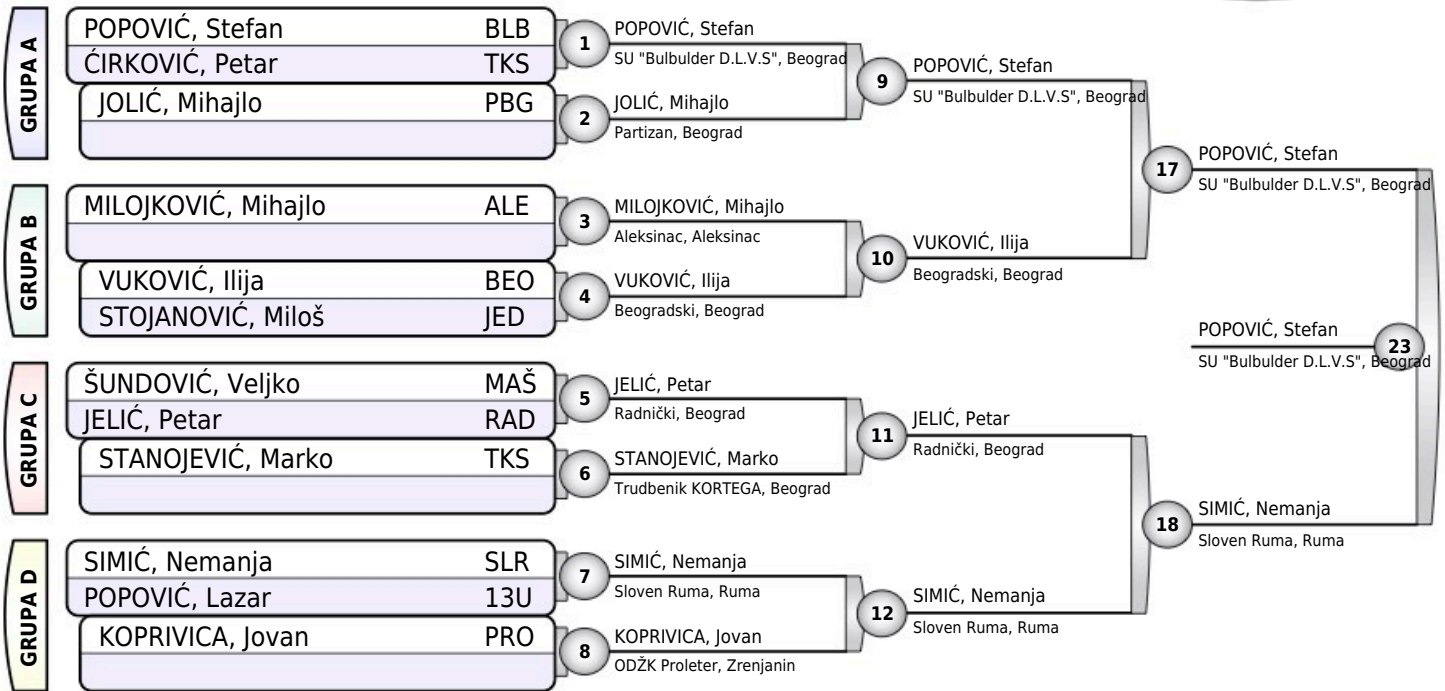 GRUPA A
POPOVIĆ, Stefan BLB
ĆIRKOVIĆ, Petar TKS
JOLIĆ, Mihajlo PBG
GRUPA B
MILOJKOVIĆ, Mihajlo ALE
VUKOVIĆ, Ilija BEO
STOJANOVIĆ, Miloš JED
GRUPA C
ŠUNDOVIĆ, Veljko MAŠ
JELIĆ, Petar RAD
STANOJEVIĆ, Marko TKS
GRUPA D
SIMIĆ, Nemanja SLR
POPOVIĆ, Lazar 13U
KOPRIVICA, Jovan PRO
1
POPOVIĆ, Stefan
SU "Bulbulder D.L.V.S", Beograd
2
JOLIĆ, Mihajlo
Partizan, Beograd
3
MILOJKOVIĆ, Mihajlo
Aleksinac, Aleksinac
4
VUKOVIĆ, Ilija
Beogradski, Beograd
5
JELIĆ, Petar
Radnički, Beograd
6
STANOJEVIĆ, Marko
Trudbenik KORTEGA, Beograd
7
SIMIĆ, Nemanja
Sloven Ruma, Ruma
8
KOPRIVICA, Jovan
ODŽK Proleter, Zrenjanin
9
POPOVIĆ, Stefan
SU "Bulbulder D.L.V.S", Beograd
10
VUKOVIĆ, Ilija
Beogradski, Beograd
11
JELIĆ, Petar
Radnički, Beograd
12
SIMIĆ, Nemanja
Sloven Ruma, Ruma
17
POPOVIĆ, Stefan
SU "Bulbulder D.L.V.S", Beograd
18
SIMIĆ, Nemanja
Sloven Ruma, Ruma
POPOVIĆ, Stefan
23
SU "Bulbulder D.L.V.S", Beograd